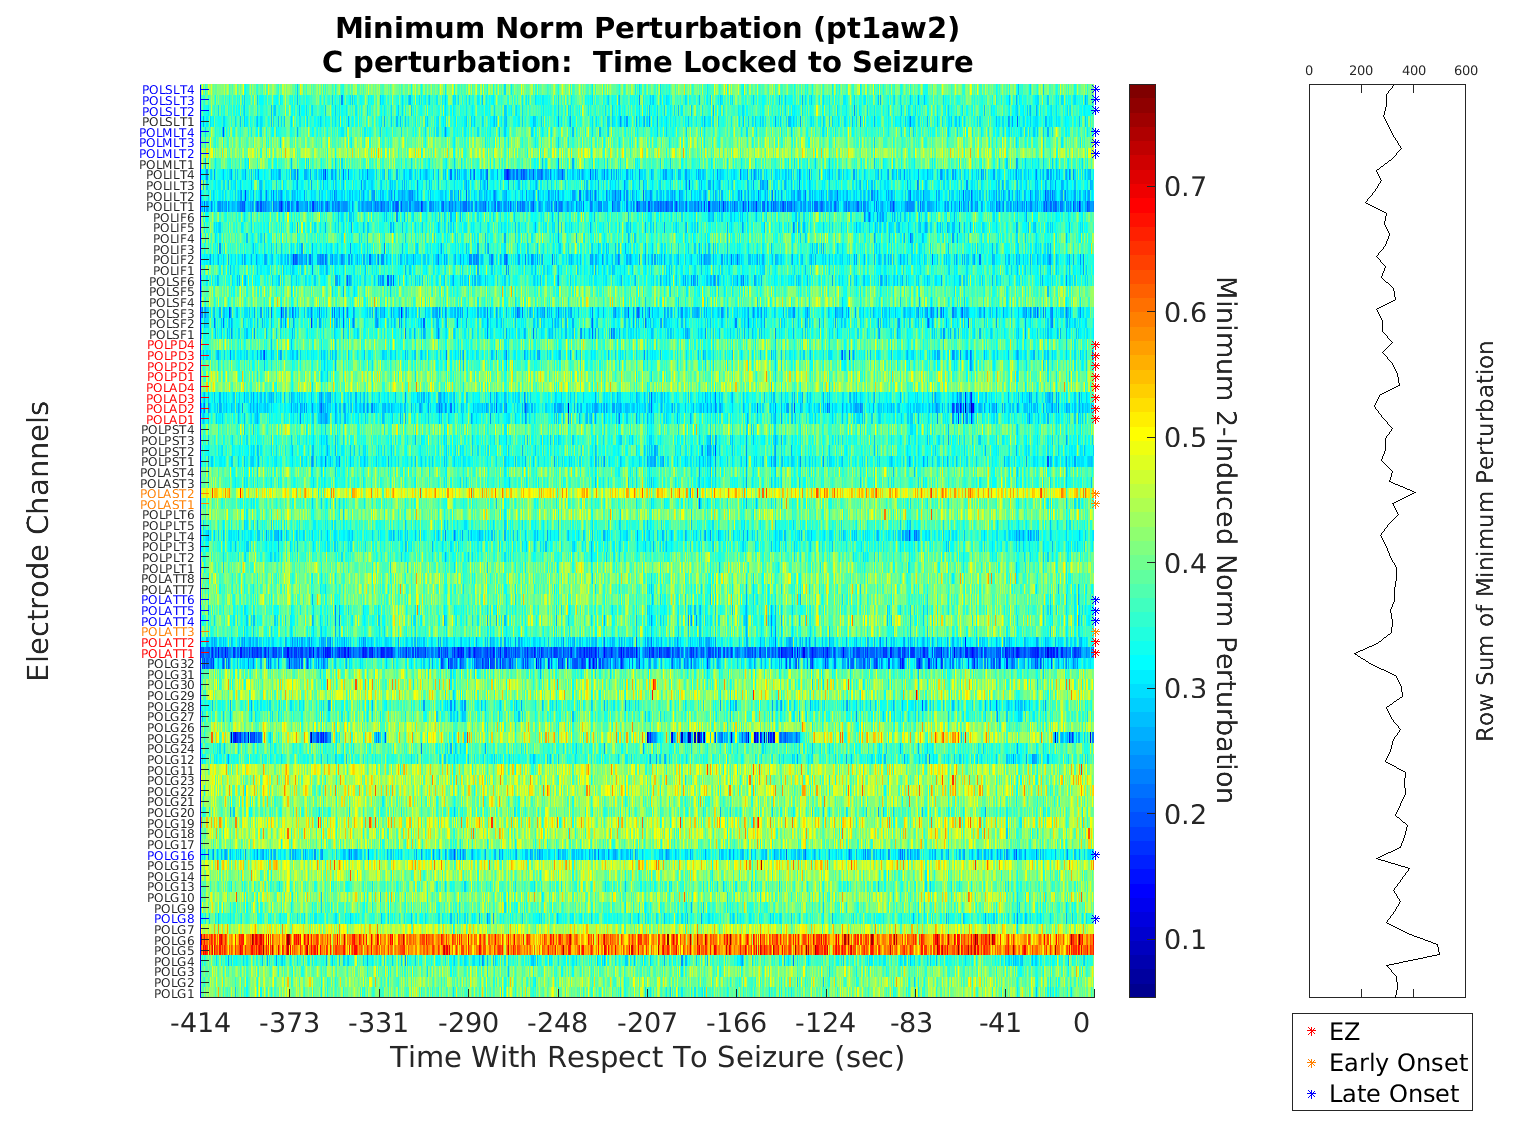 Minimum Norm Perturbation (pt1aw2)
C perturbation:  Time Locked to Seizure
Electrode Channels
POLSLT4
POLSLT3
POLSLT2
POLSLT1
POLMLT4
POLMLT3
POLMLT2
POLMLT1
POLILT4
POLILT3
POLILT2
POLILT1
POLIF6
POLIF5
POLIF4
POLIF3
POLIF2
POLIF1
POLSF6
POLSF5
POLSF4
POLSF3
POLSF2
POLSF1
POLPD4
POLPD3
POLPD2
POLPD1
POLAD4
POLAD3
POLAD2
POLAD1
POLPST4
POLPST3
POLPST2
POLPST1
POLAST4
POLAST3
POLAST2
POLAST1
POLPLT6
POLPLT5
POLPLT4
POLPLT3
POLPLT2
POLPLT1
POLATT8
POLATT7
POLATT6
POLATT5
POLATT4
POLATT3
POLATT2
POLATT1
POLG32
POLG31
POLG30
POLG29
POLG28
POLG27
POLG26
POLG25
POLG24
POLG12
POLG11
POLG23
POLG22
POLG21
POLG20
POLG19
POLG18
POLG17
POLG16
POLG15
POLG14
POLG13
POLG10
POLG9
POLG8
POLG7
POLG6
POLG5
POLG4
POLG3
POLG2
POLG1
-414 -373 -331 -290 -248 -207 -166 -124 -83 -41 0
Time With Respect To Seizure (sec)
0.7
0.6
0.5
0.4
0.3
0.2
0.1
Minimum 2-Induced Norm Perturbation
0 200 400 600
Row Sum of Minimum Perturbation
EZ
Early Onset
Late Onset